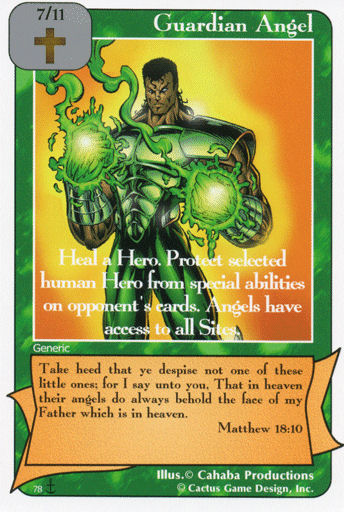 7/11
Guardian Angel
Heal a Hero. Protect selected
human Hero from special abilities
on opponent's cards. Angels have
access to all Sites.
Generic
Take heed that ye despise not one of these
little ones; for I say unto you, That in heaven
their angels do always behold the face of my
Father which is in heaven.
Matthew 18:10
Illus.© Cahaba Productions
78
© Cactus Game Design, Inc.